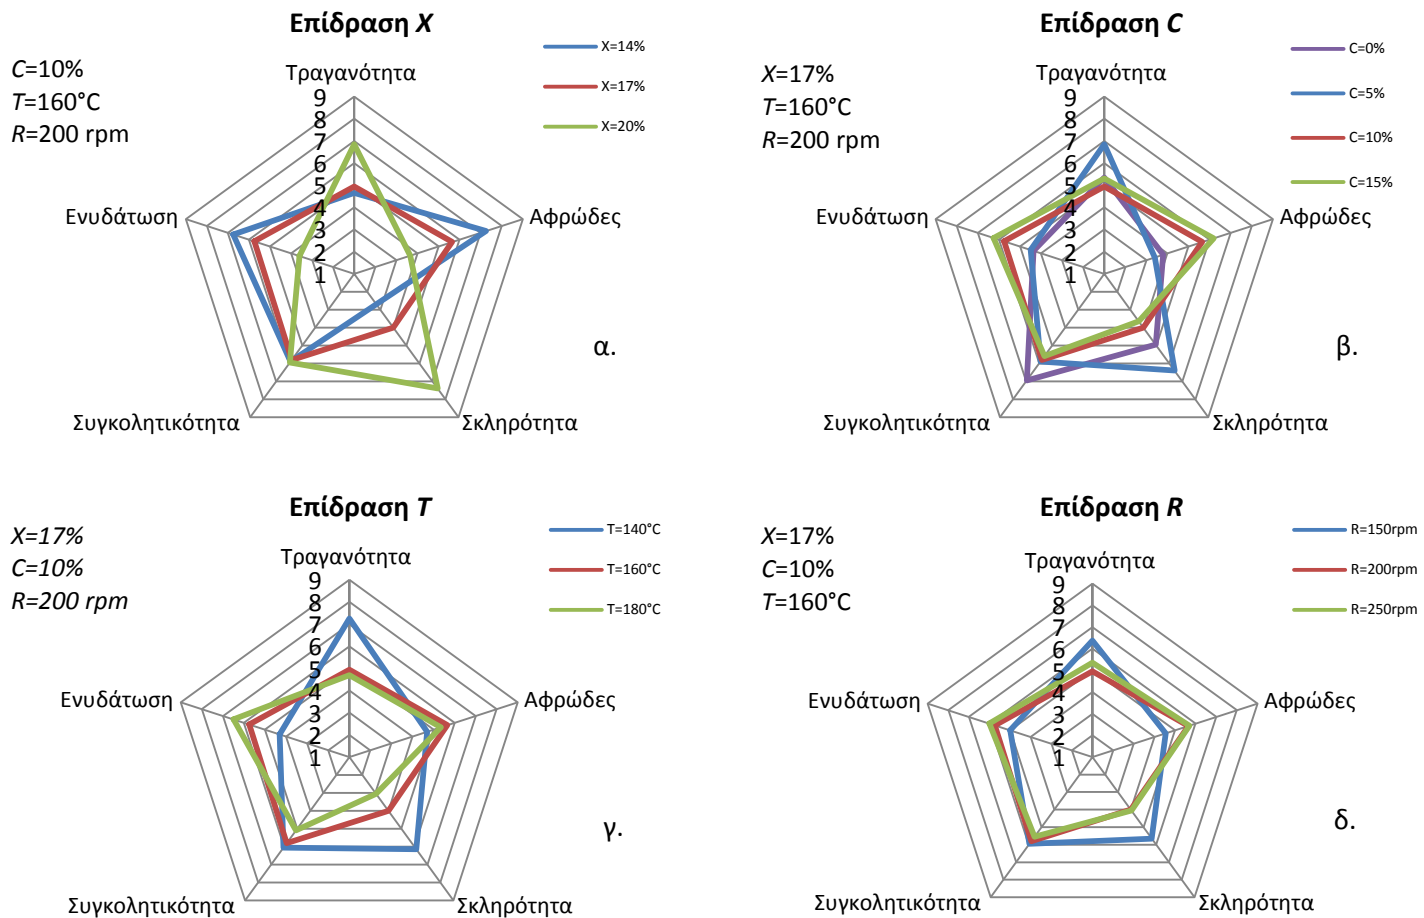 Επίδραση X
C=10%
T=160°C
R=200 rpm
X=14%
X=17%
X=20%
Τραγανότητα
9
8
7
6
5
4
3
2
1
Ενυδάτωση
Αφρώδες
Συγκολητικότητα
Σκληρότητα
α.
Επίδραση C
X=17%
T=160°C
R=200 rpm
C=0%
C=5%
C=10%
C=15%
Τραγανότητα
9
8
7
6
5
4
3
2
1
Ενυδάτωση
Αφρώδες
Συγκολητικότητα
Σκληρότητα
β.
Επίδραση T
X=17%
C=10%
R=200 rpm
T=140°C
T=160°C
T=180°C
Τραγανότητα
9
8
7
6
5
4
3
2
1
Ενυδάτωση
Αφρώδες
Συγκολητικότητα
Σκληρότητα
γ.
Επίδραση R
X=17%
C=10%
T=160°C
R=150rpm
R=200rpm
R=250rpm
Τραγανότητα
9
8
7
6
5
4
3
2
1
Ενυδάτωση
Αφρώδες
Συγκολητικότητα
Σκληρότητα
δ.